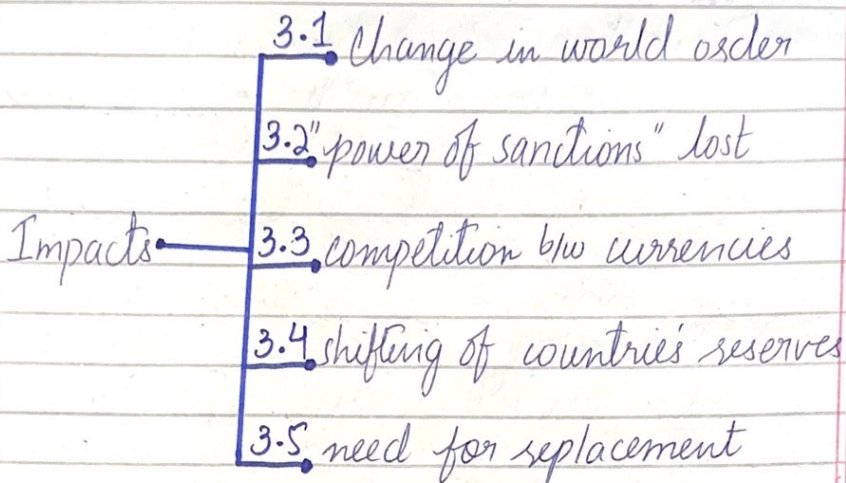 3.1 Change in world order
3.2 "power of sanctions" lost
Impacts
3.3 competition b/w currencies
3.4 shifting of countrie's reserves
3.5 need for replacement